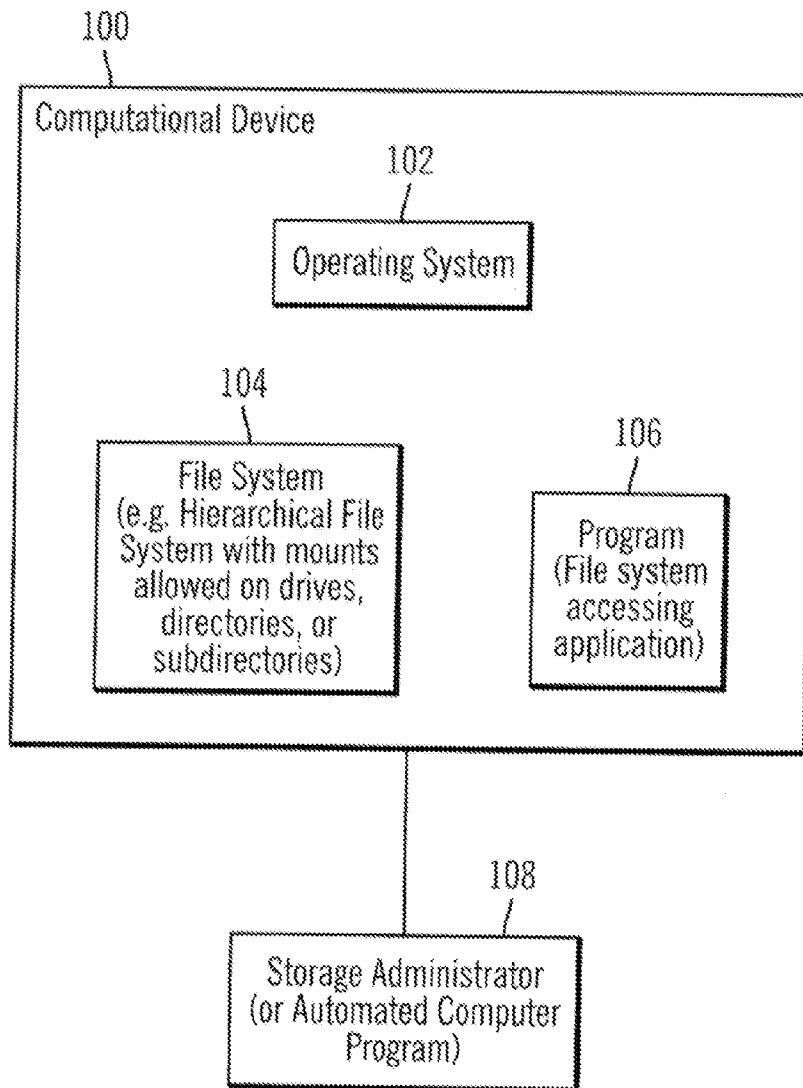 100
Computational Device
102
Operating System
104
File System
(e.g. Hierarchical File
System with mounts
allowed on drives,
directories, or
subdirectories)
106
Program
(File system
accessing
application)
108
Storage Administrator
(or Automated Computer
Program)